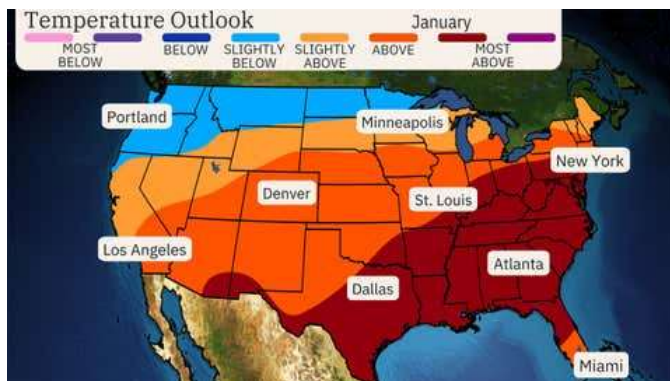 Temperature Outlook
January
MOST
BELOW
BELOW
SLIGHTLY
BELOW
SLIGHTLY
ABOVE
ABOVE
MOST
ABOVE
Portland
Minneapolis
New York
Denver
St. Louis
Los Angeles
Atlanta
Dallas
Miami